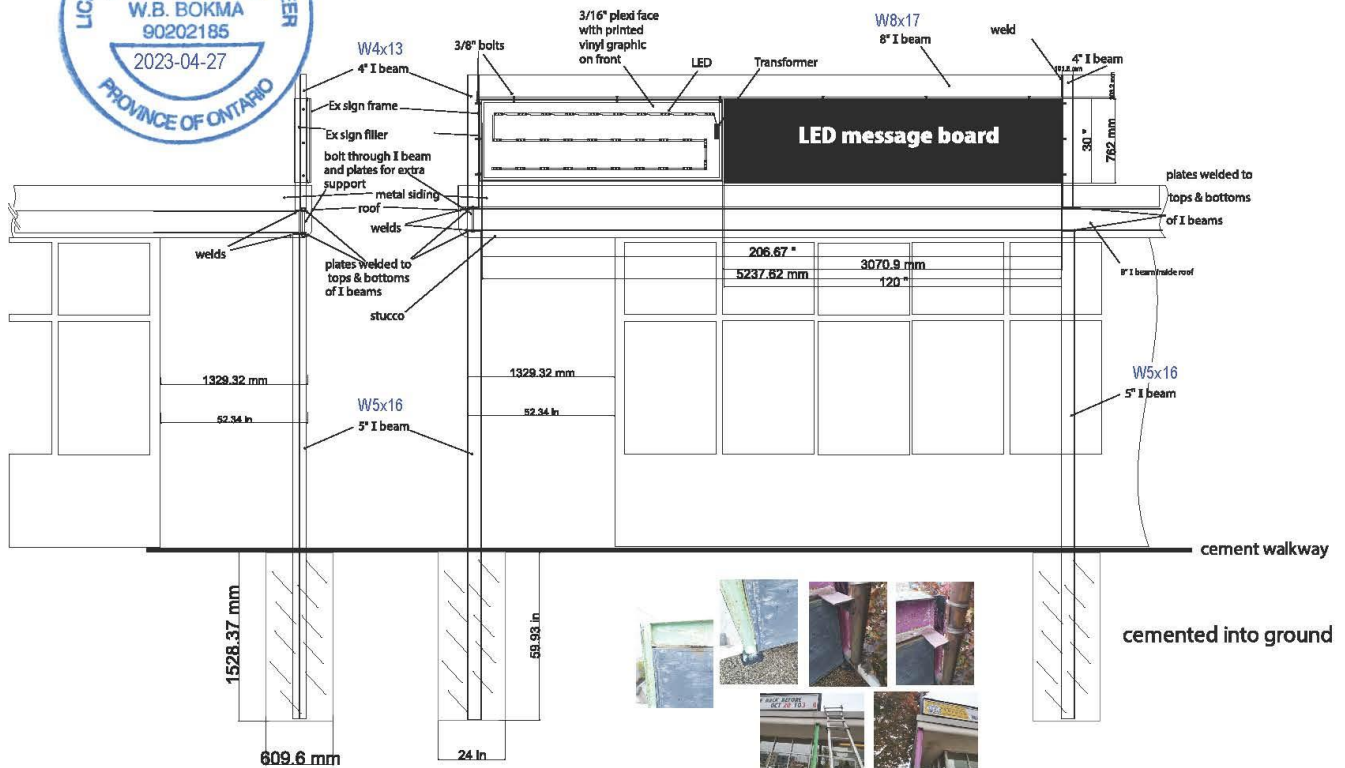 LIC
EER
W.B. BOKMA
90202185
2023-04-27
PROVINCE OF ONTARIO
W4x13
4" I beam
3/8" bolts
3/16" plexi face
with printed
vinyl graphic
on front
LED
Transformer
W8x17
8" I beam
weld
4" I beam
Ex sign frame
Ex sign filler
bolt through I beam
and plates for extra
support
metal siding
roof
welds
LED message board
30 "
762 mm
plates welded to
tops & bottoms
of I beams
welds
plates welded to
tops & bottoms
of I beams
stucco
206.67 "
3070.9 mm
5237.62 mm
120 "
8" I beam inside roof
1329.32 mm
52.34 in
1329.32 mm
52.34 in
W5x16
5" I beam
W5x16
5" I beam
cement walkway
1528.37 mm
59.93 in
cemented into ground
609.6 mm
24 in